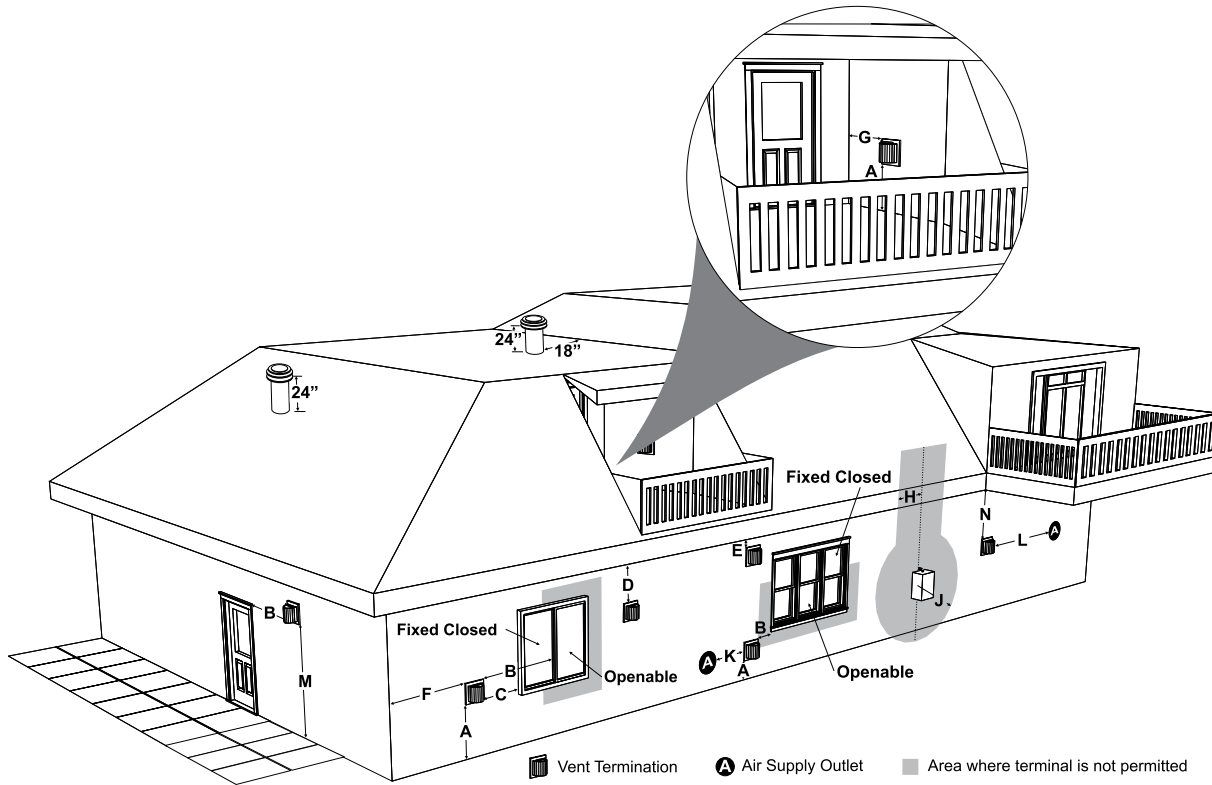 G
A
24”
18”
24”
Fixed Closed
H
N
L
A
E
D
B
J
Fixed Closed
B
B
Openable
K
A
A
Openable
M
F
C
A
Vent Termination
A Air Supply Outlet
Area where terminal is not permitted